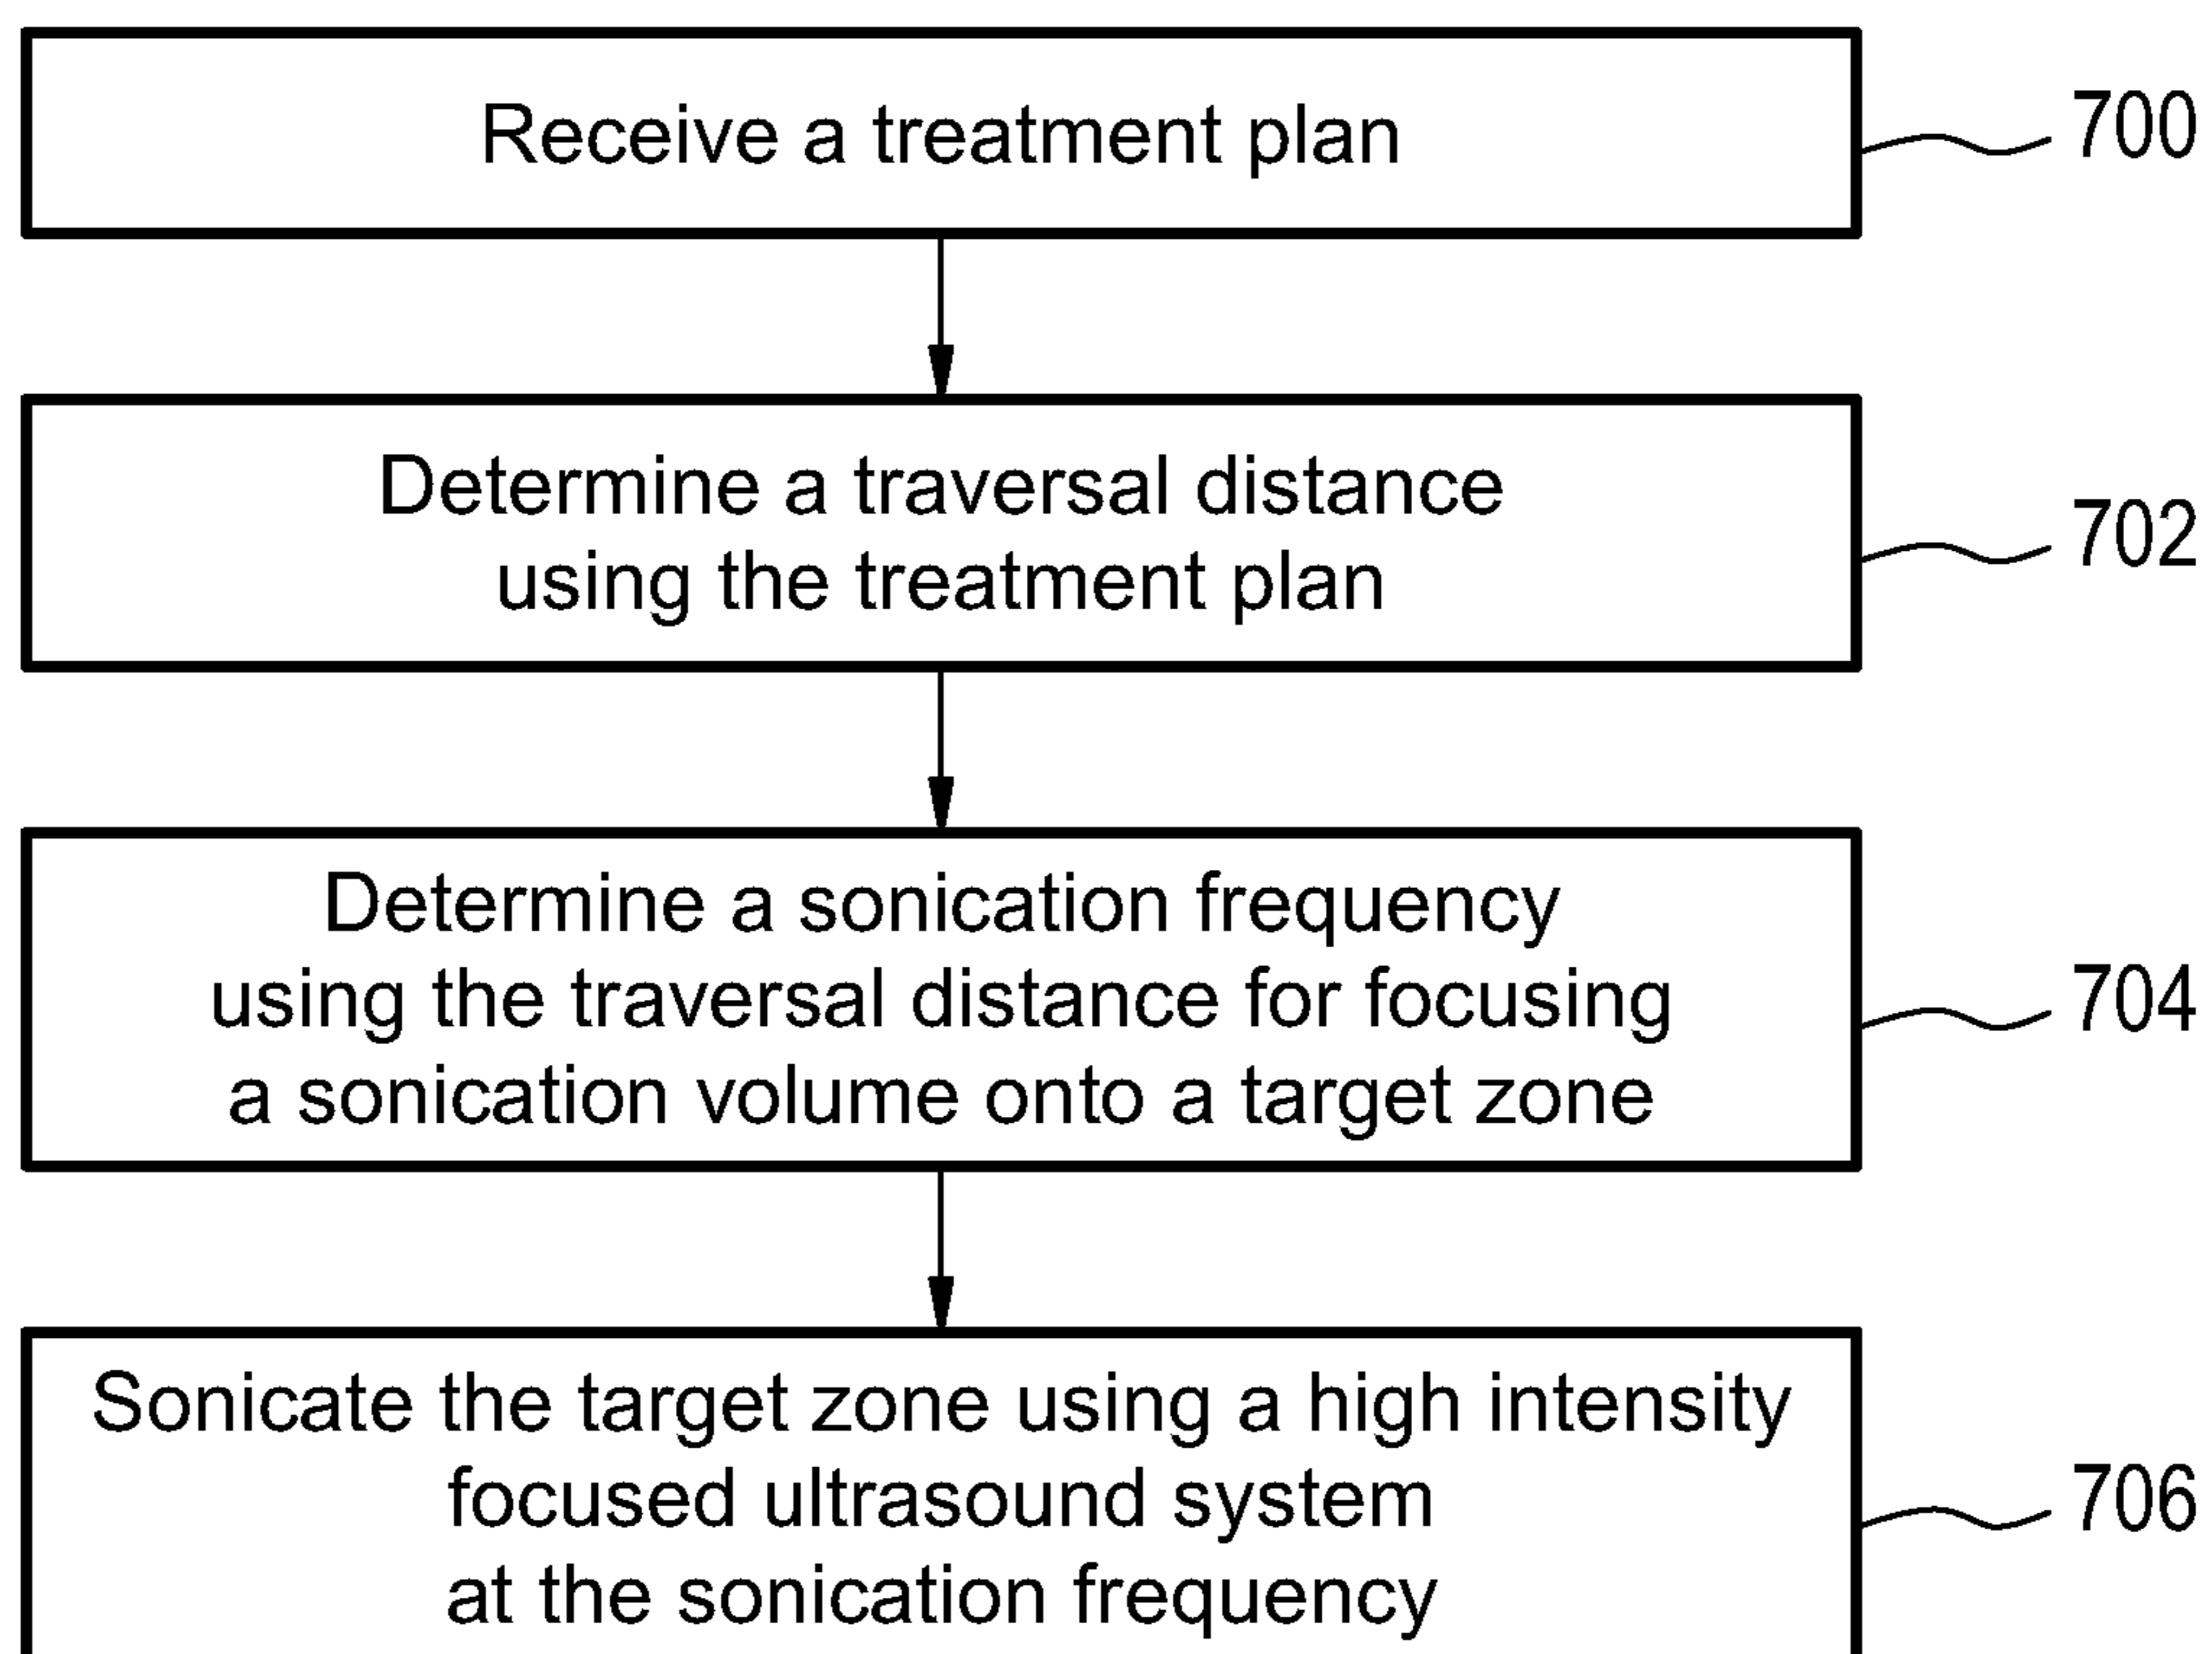 Receive a treatment plan
700
Determine a traversal distance
using the treatment plan
702
Determine a sonication frequency
using the traversal distance for focusing
a sonication volume onto a target zone
704
Sonicate the target zone using a high intensity
focused ultrasound system
at the sonication frequency
706